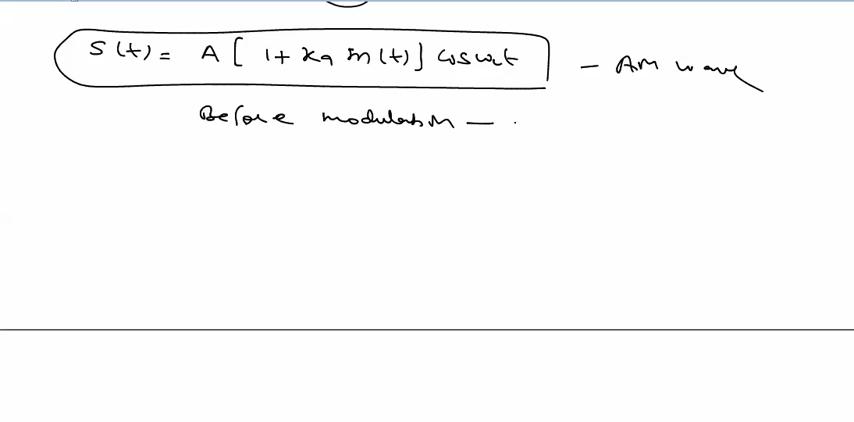 S(t) = A [ 1 + Ka m(t) ] cos ωct - AM wave
Before modulation -